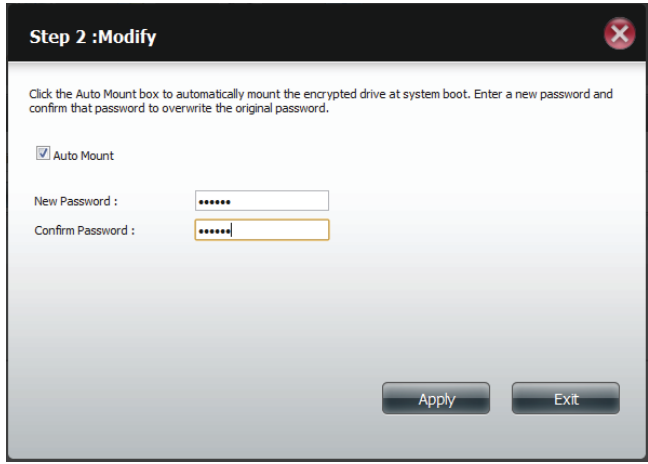 Step 2 :Modify
Click the Auto Mount box to automatically mount the encrypted drive at system boot. Enter a new password and
confirm that password to overwrite the original password.
Auto Mount
New Password :
••••••
Confirm Password :
••••••
Apply
Exit